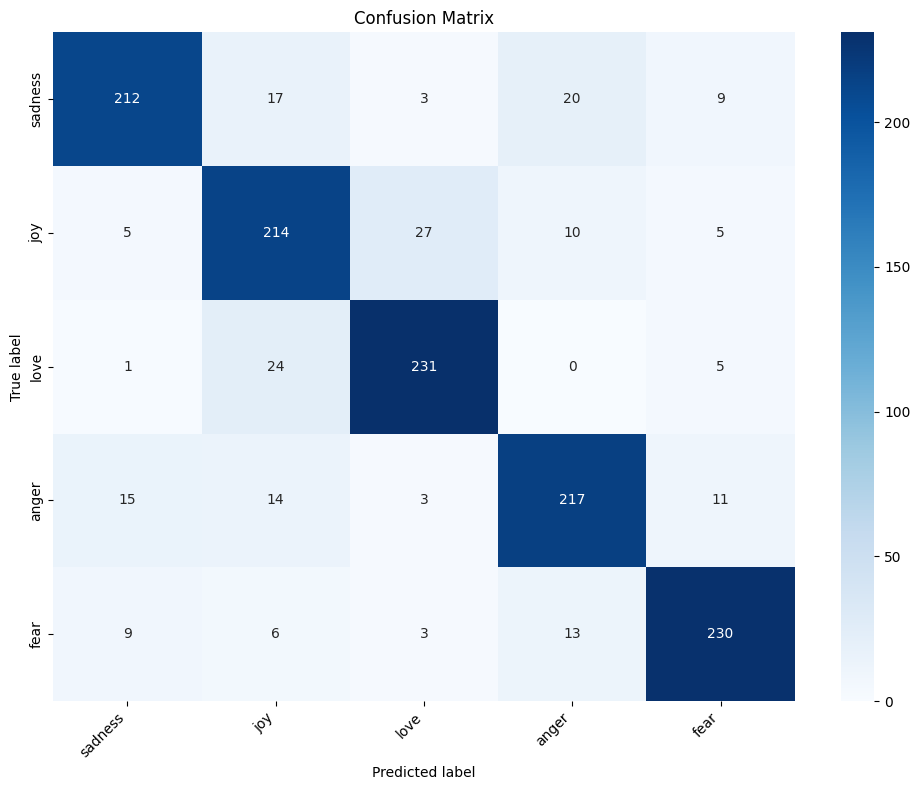 Confusion Matrix
True label
sadness
212 17 3 20 9
joy
5 214 27 10 5
love
1 24 231 0 5
anger
15 14 3 217 11
fear
9 6 3 13 230
sadness joy love anger fear
Predicted label
200
150
100
50
0